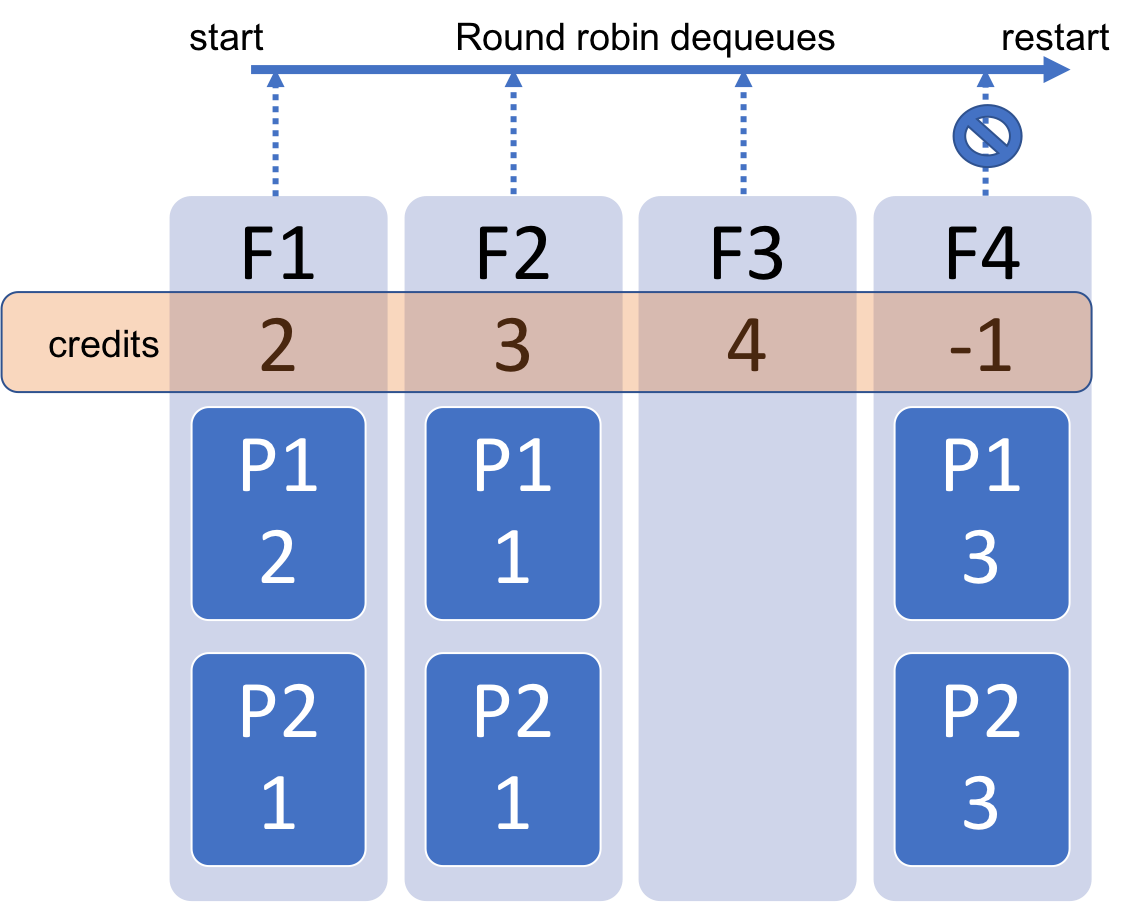 start Round robin dequeues restart
F1 F2 F3 F4
credits 2 3 4 -1
P1 P1 P1
2 1 3
P2 P2 P2
1 1 3